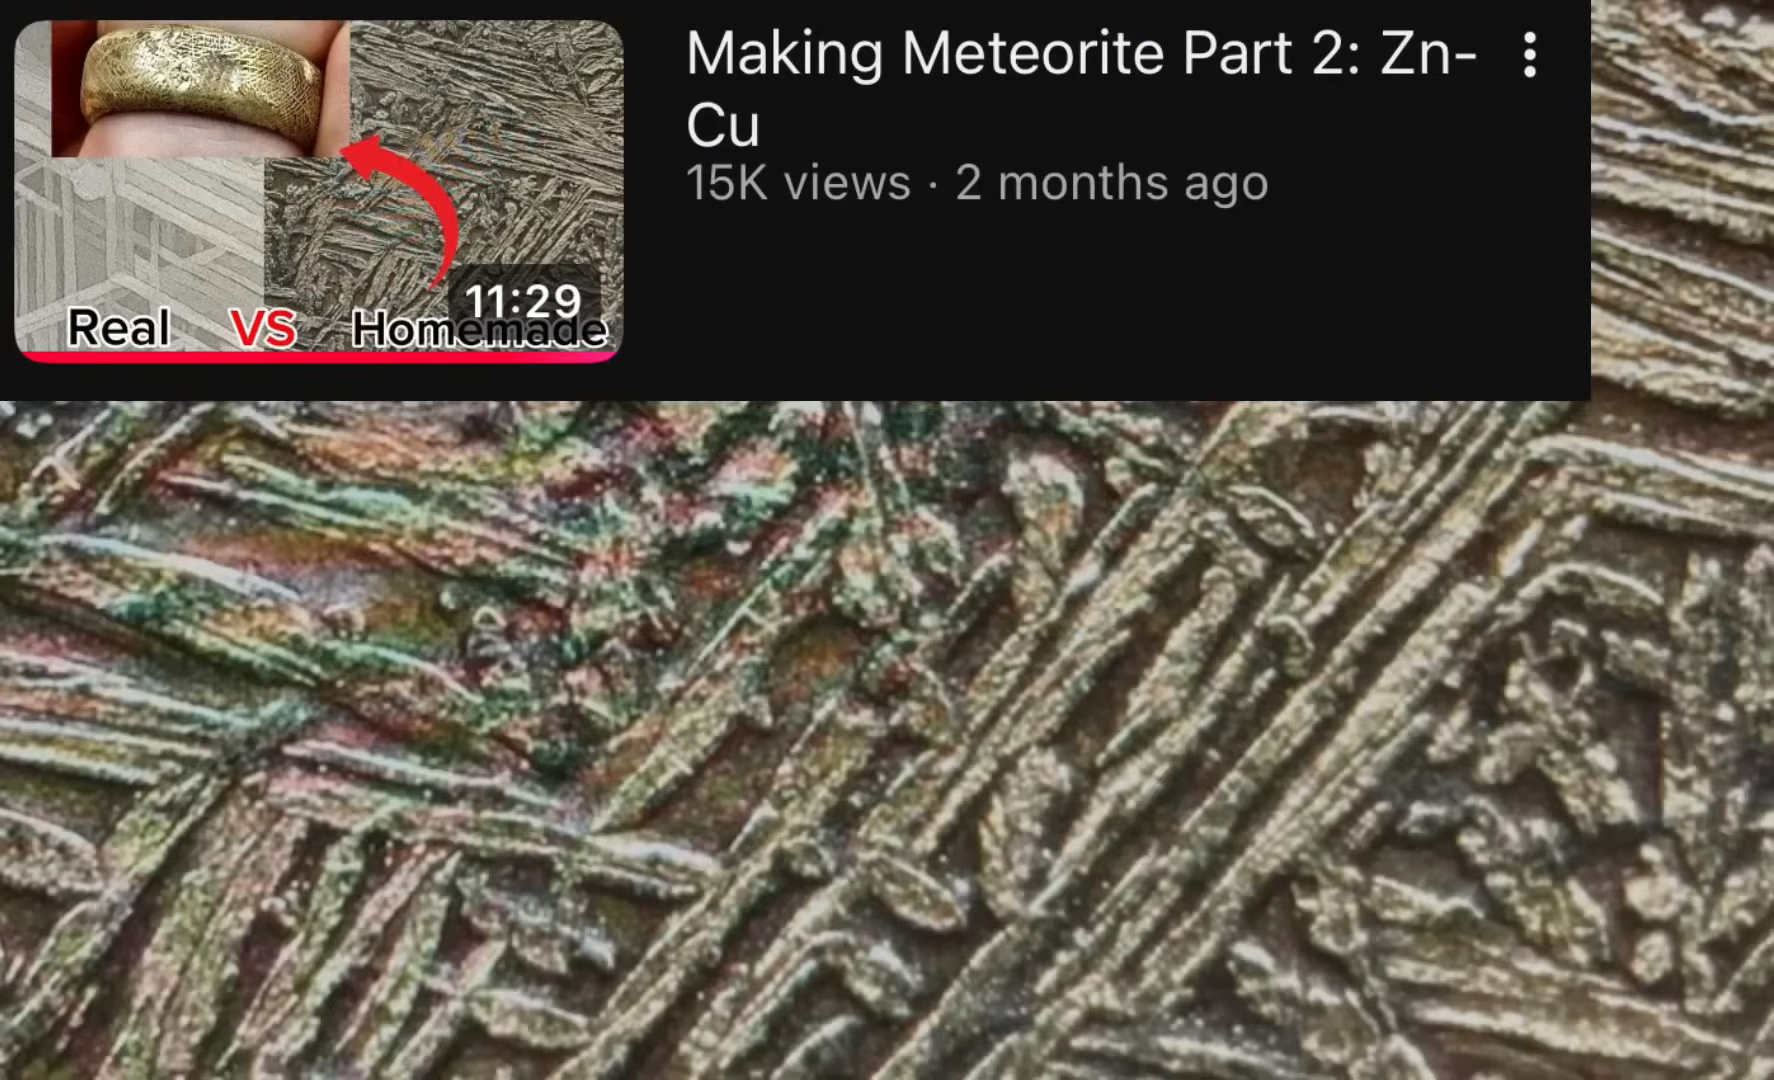 Making Meteorite Part 2: Zn-
Cu
15K views · 2 months ago
11:29
Real VS Homemade